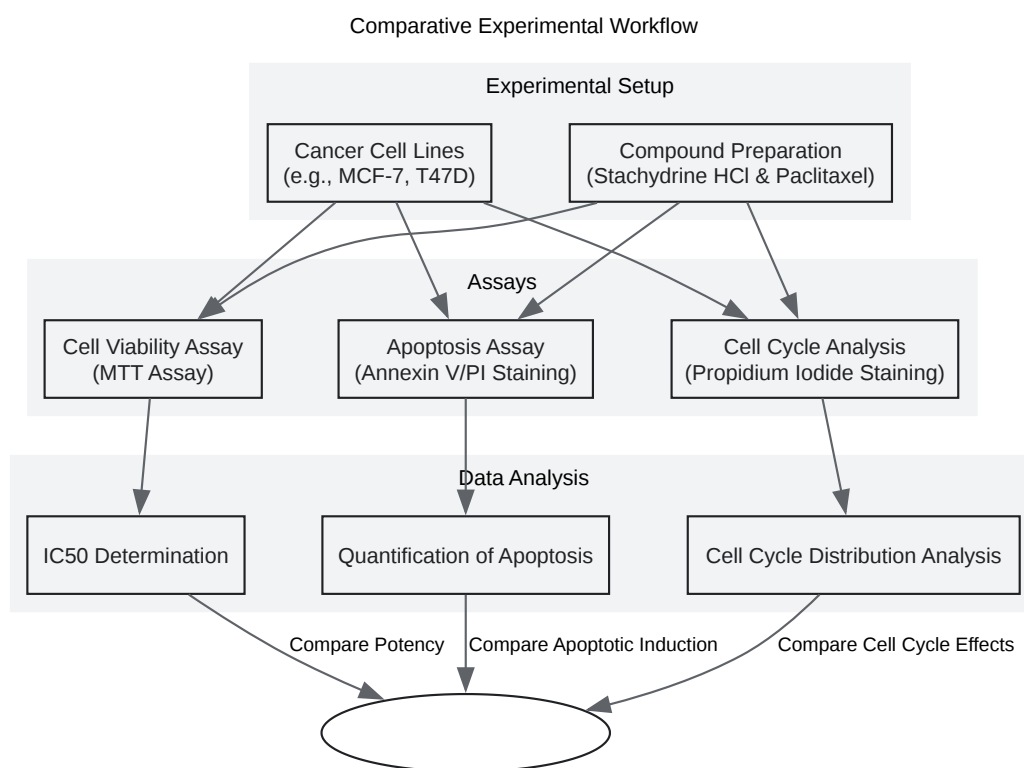 Comparative Experimental Workflow
Experimental Setup
Cancer Cell Lines
(e.g., MCF-7, T47D)
Compound Preparation
(Stachydrine HCl & Paclitaxel)
Assays
Cell Viability Assay
(MTT Assay)
Apoptosis Assay
(Annexin V/PI Staining)
Cell Cycle Analysis
(Propidium Iodide Staining)
Data Analysis
IC50 Determination
Quantification of Apoptosis
Cell Cycle Distribution Analysis
Compare Potency
Compare Apoptotic Induction
Compare Cell Cycle Effects